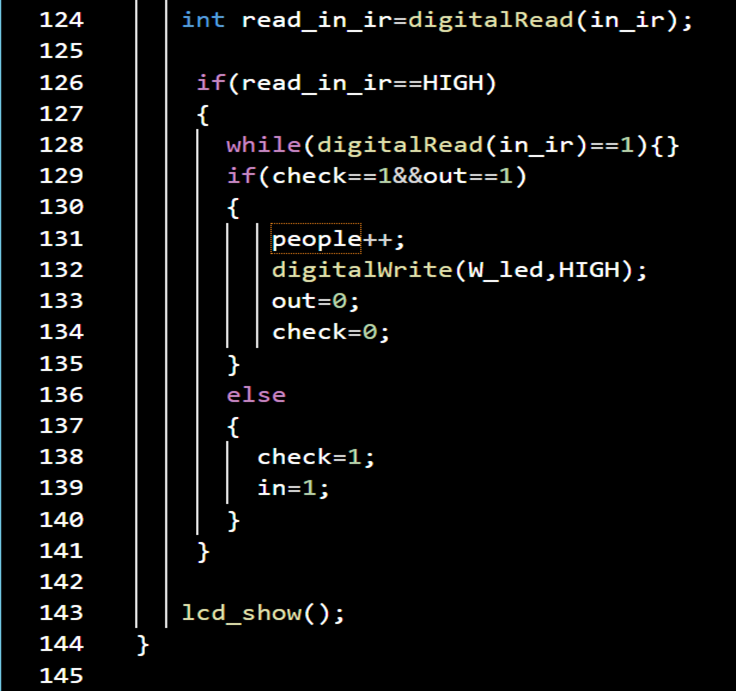 124 int read_in_ir=digitalRead(in_ir);
125
126 if(read_in_ir==HIGH)
127 {
128 while(digitalRead(in_ir)==1){}
129 if(check==1&&out==1)
130 {
131 people++;
132 digitalWrite(W_led,HIGH);
133 out=0;
134 check=0;
135 }
136 else
137 {
138 check=1;
139 in=1;
140 }
141 }
142
143 lcd_show();
144 }
145